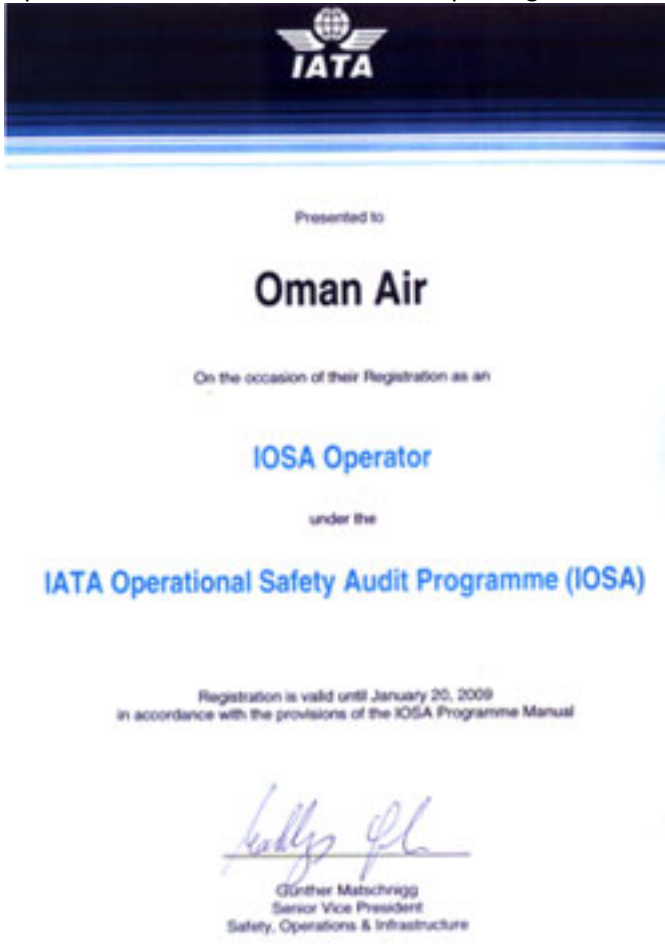 IATA
Presented to
Oman Air
On the occasion of their Registration as an
IOSA Operator
under the
IATA Operational Safety Audit Programme (IOSA)
Registration is valid until January 20, 2009
in accordance with the provisions of the IOSA Programme Manual
Günther Matschnigg
Senior Vice President
Safety, Operations & Infrastructure